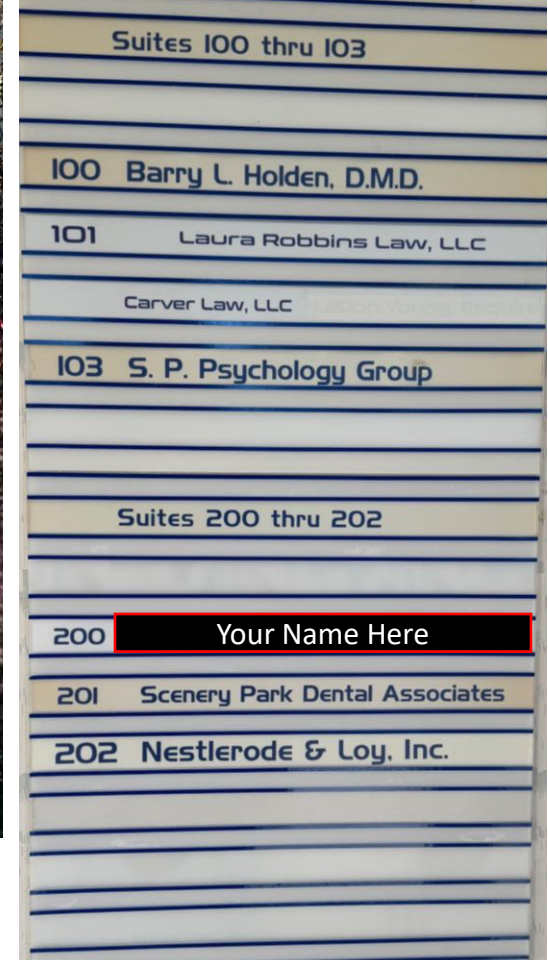 Suites 100 thru 103
100 Barry L. Holden, D.M.D.
101 Laura Robbins Law, LLC
Carver Law, LLC
103 S. P. Psychology Group
Suites 200 thru 202
200 Your Name Here
201 Scenery Park Dental Associates
202 Nestlerode & Loy, Inc.